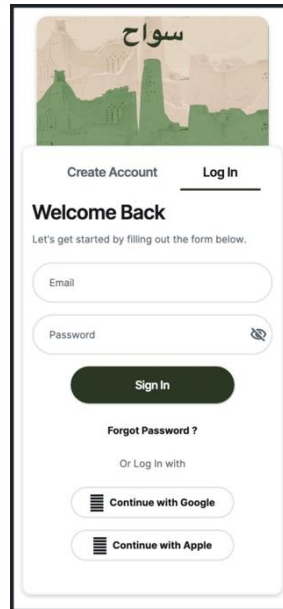 سواح
Create Account Log In
Welcome Back
Let's get started by filling out the form below.
Email
Password
Sign In
Forgot Password ?
Or Log In with
Continue with Google
Continue with Apple